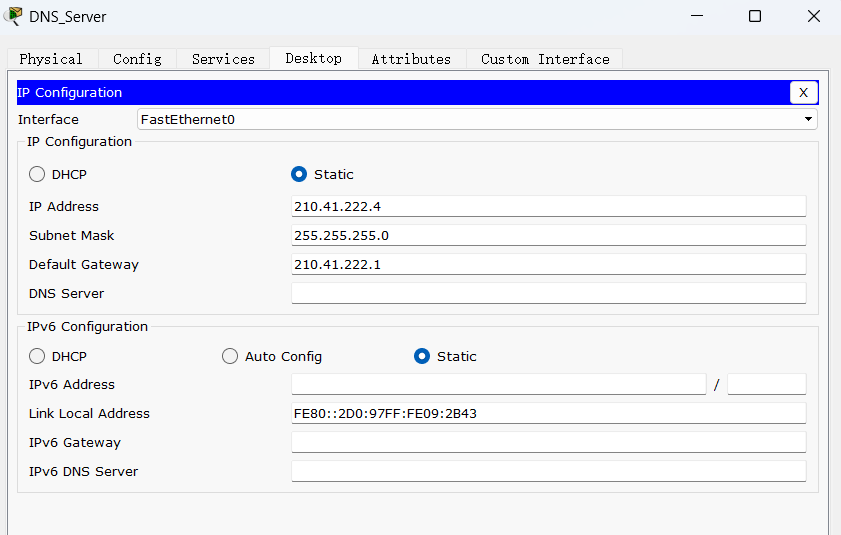 DNS_Server
Physical Config Services Desktop Attributes Custom Interface
IP Configuration X
Interface FastEthernet0
IP Configuration
DHCP Static
IP Address 210.41.222.4
Subnet Mask 255.255.255.0
Default Gateway 210.41.222.1
DNS Server
IPv6 Configuration
DHCP Auto Config Static
IPv6 Address /
Link Local Address FE80::2D0:97FF:FE09:2B43
IPv6 Gateway
IPv6 DNS Server